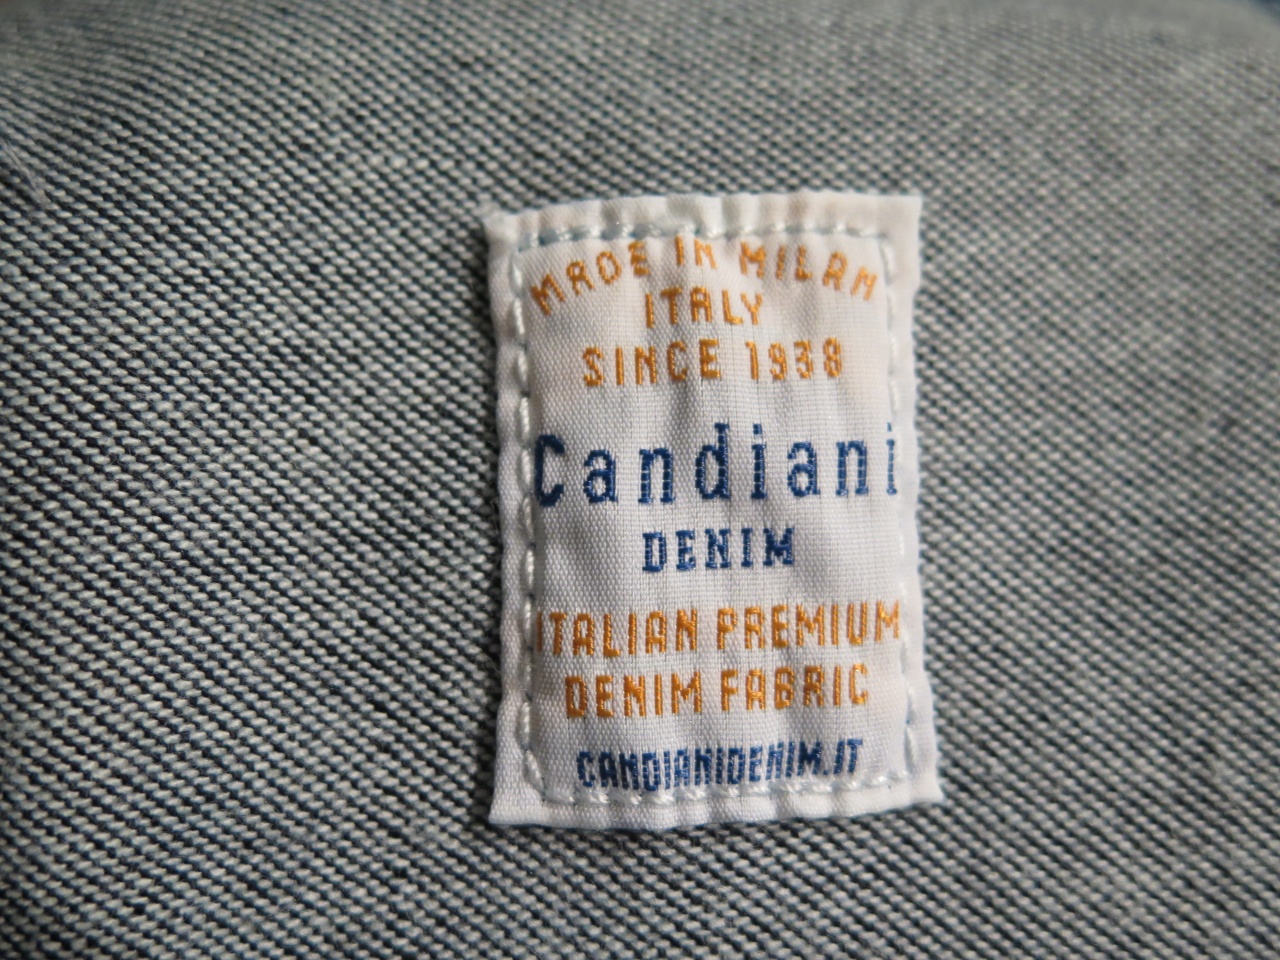 MADE IN MILAN
ITALY
SINCE 1938
Candiani
DENIM
ITALIAN PREMIUM
DENIM FABRIC
CANDIANIDENIM.IT